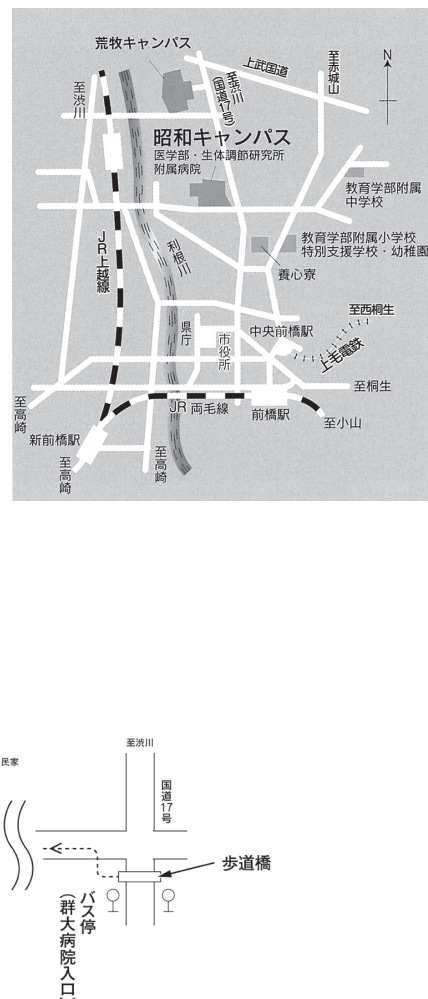 荒牧キャンパス
至渋川
至渋川
(国道17号)
上武国道
至赤城山
N
昭和キャンパス
医学部・生体調節研究所
附属病院
教育学部附属
中学校
教育学部附属小学校
特別支援学校・幼稚園
養心寮
JR上越線
利根川
県庁
市役所
中央前橋駅
至西桐生
上毛電鉄
至桐生
至高崎
JR 両毛線
前橋駅
至小山
新前橋駅
至高崎
至高崎
至渋川
民家
国道17号
歩道橋
バス停
(群大病院入口)